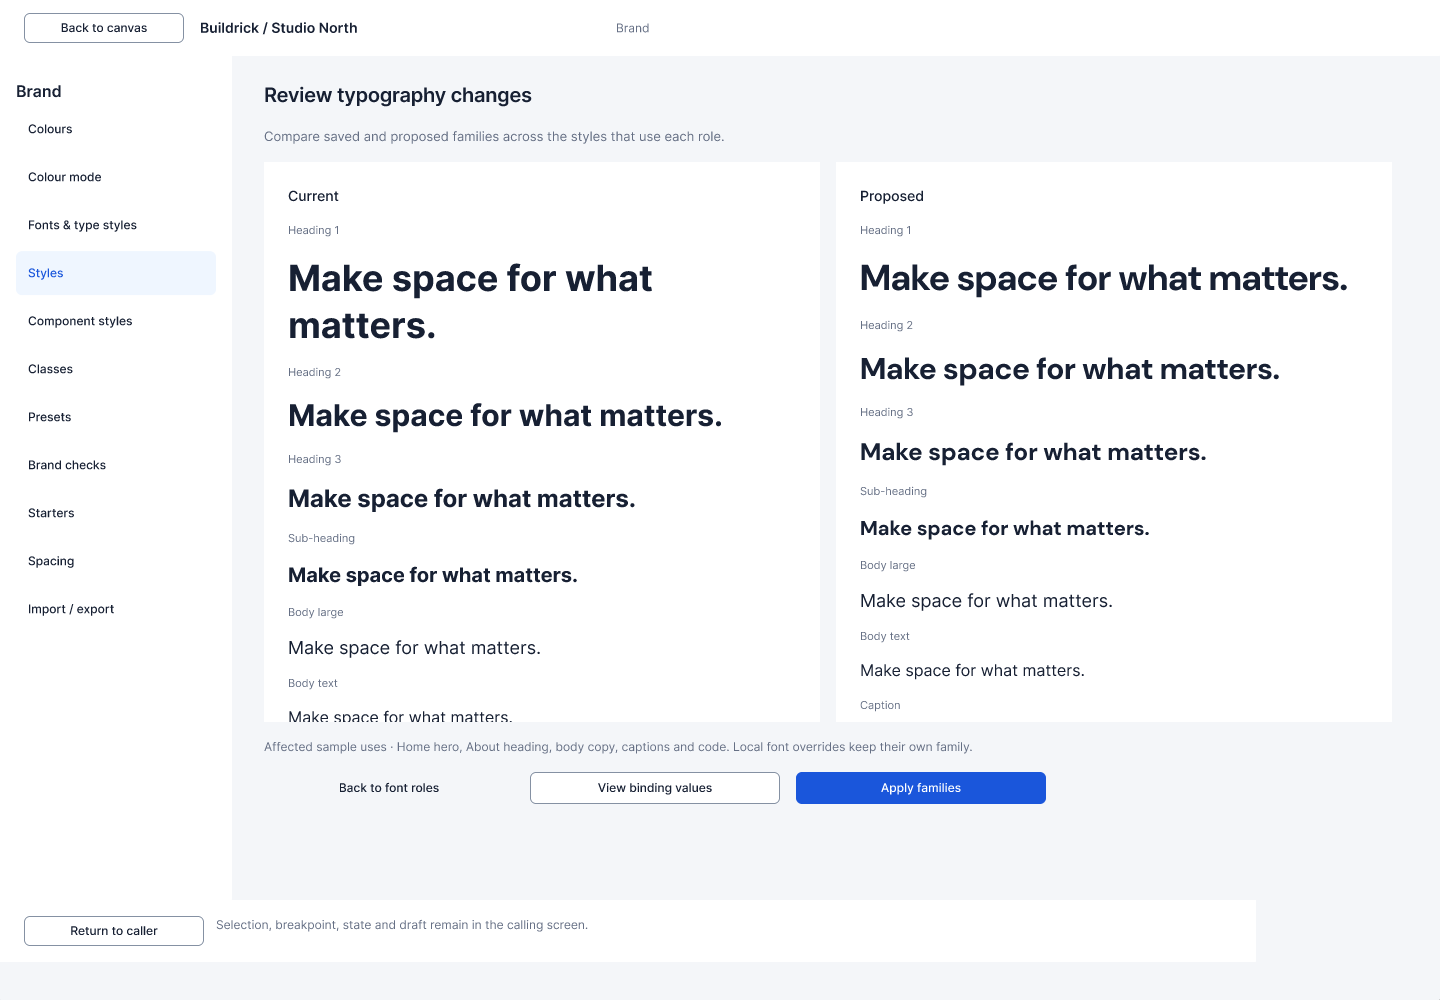 Back to canvas
Buildrick / Studio North
Brand
Brand
Colours
Colour mode
Fonts & type styles
Styles
Component styles
Classes
Presets
Brand checks
Starters
Spacing
Import / export
Review typography changes
Compare saved and proposed families across the styles that use each role.
Current
Heading 1
Make space for what
matters.
Heading 2
Make space for what matters.
Heading 3
Make space for what matters.
Sub-heading
Make space for what matters.
Body large
Make space for what matters.
Body text
Make space for what matters.
Proposed
Heading 1
Make space for what matters.
Heading 2
Make space for what matters.
Heading 3
Make space for what matters.
Sub-heading
Make space for what matters.
Body large
Make space for what matters.
Body text
Make space for what matters.
Caption
Affected sample uses · Home hero, About heading, body copy, captions and code. Local font overrides keep their own family.
Back to font roles
View binding values
Apply families
Return to caller
Selection, breakpoint, state and draft remain in the calling screen.